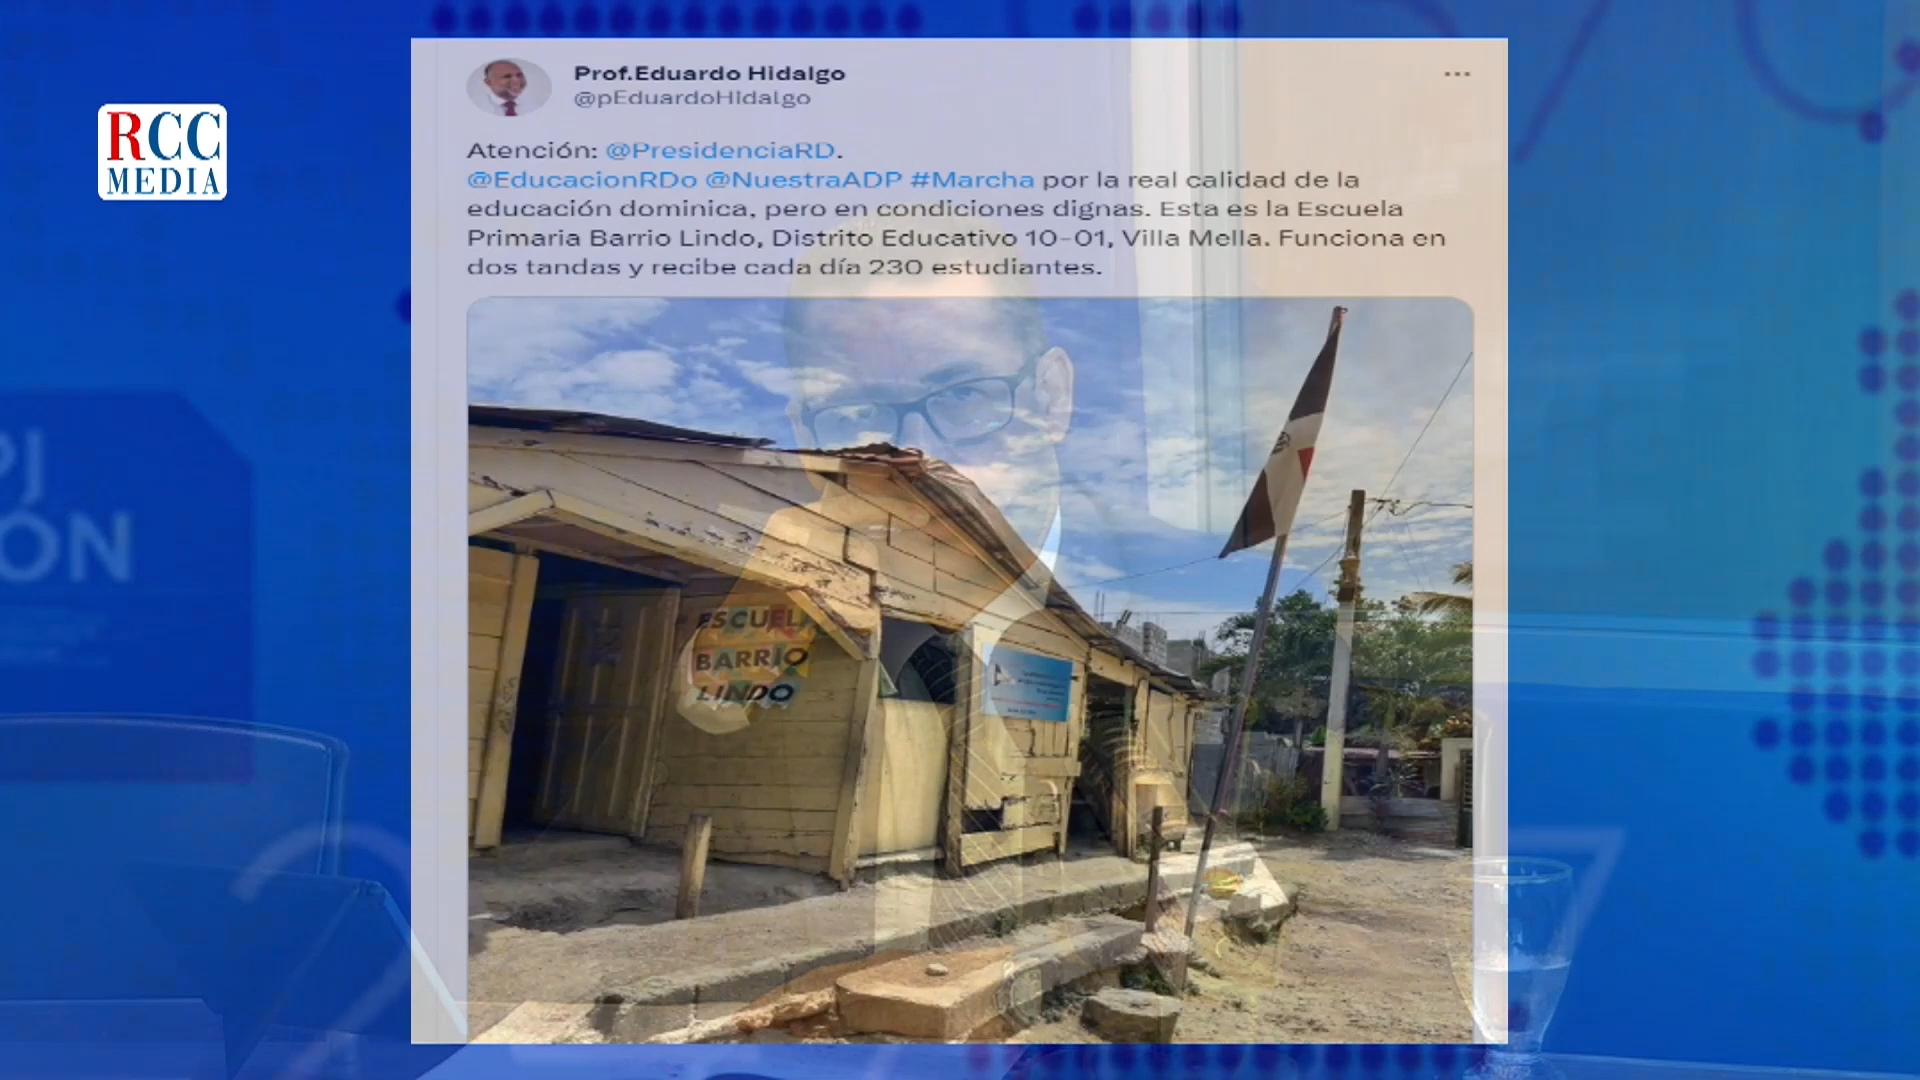 RCC
MEDIA
Prof.Eduardo Hidalgo
@pEduardoHidalgo
Atención: @PresidenciaRD.
@EducacionRDo @NuestraADP #Marcha por la real calidad de la
educación dominica, pero en condiciones dignas. Esta es la Escuela
Primaria Barrio Lindo, Distrito Educativo 10-01, Villa Mella. Funciona en
dos tandas y recibe cada día 230 estudiantes.
ESCUELA
BARRIO
LINDO
PJ
ÓN